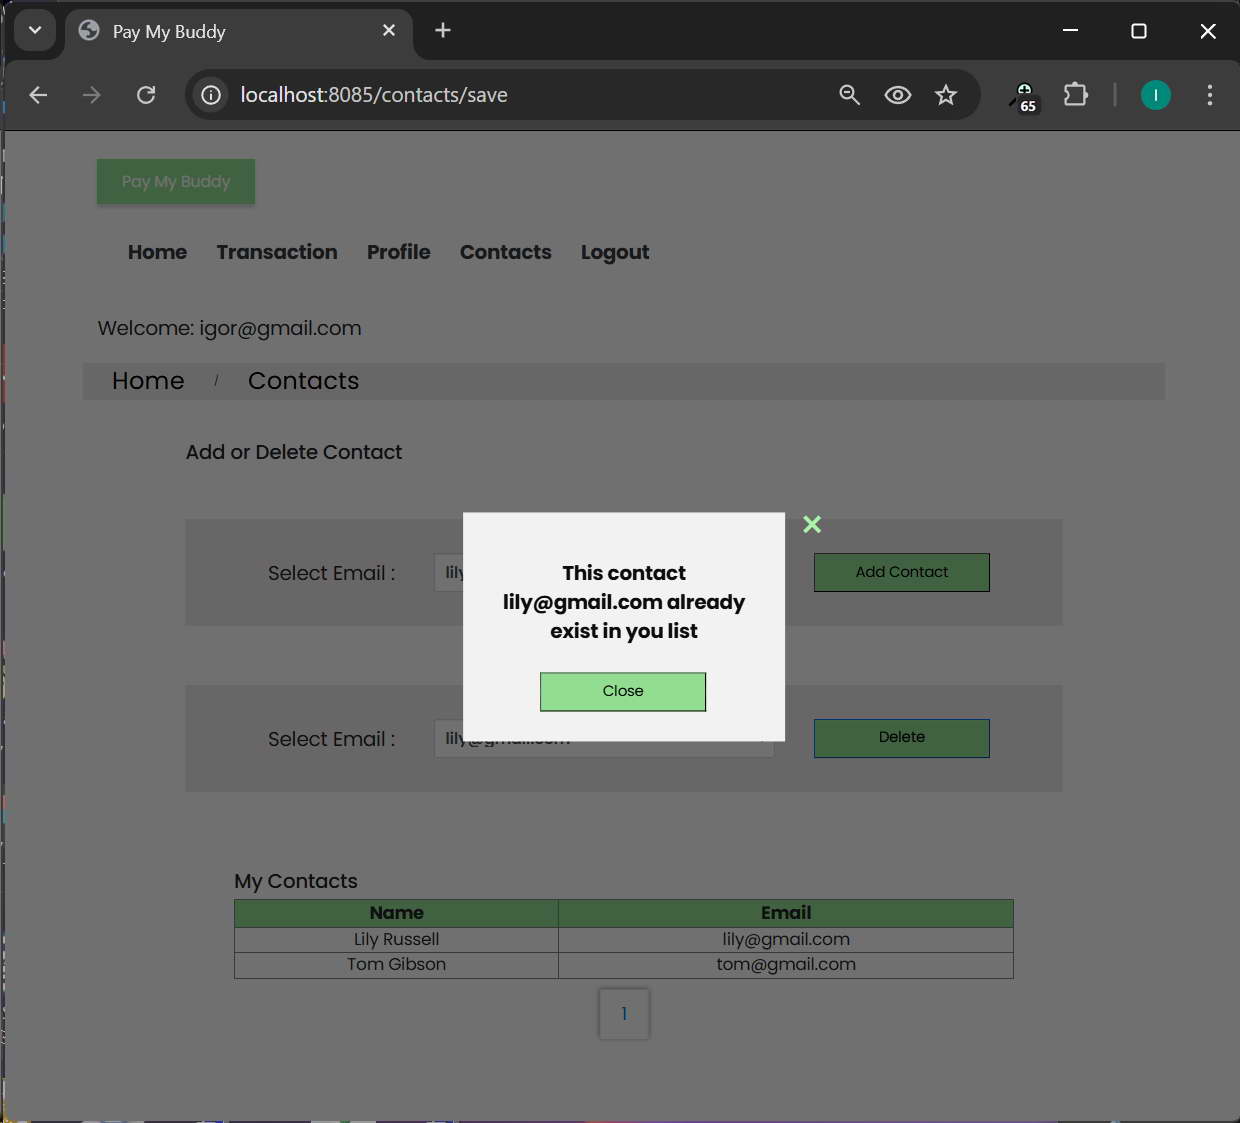 Pay My Buddy
localhost:8085/contacts/save
65
I
Pay My Buddy
Home Transaction Profile Contacts Logout
Welcome: igor@gmail.com
Home / Contacts
Add or Delete Contact
Select Email :
Add Contact
This contact
lily@gmail.com already
exist in you list
Close
Select Email : lily@gmail.com Delete
My Contacts
Name Email
Lily Russell lily@gmail.com
Tom Gibson tom@gmail.com
1